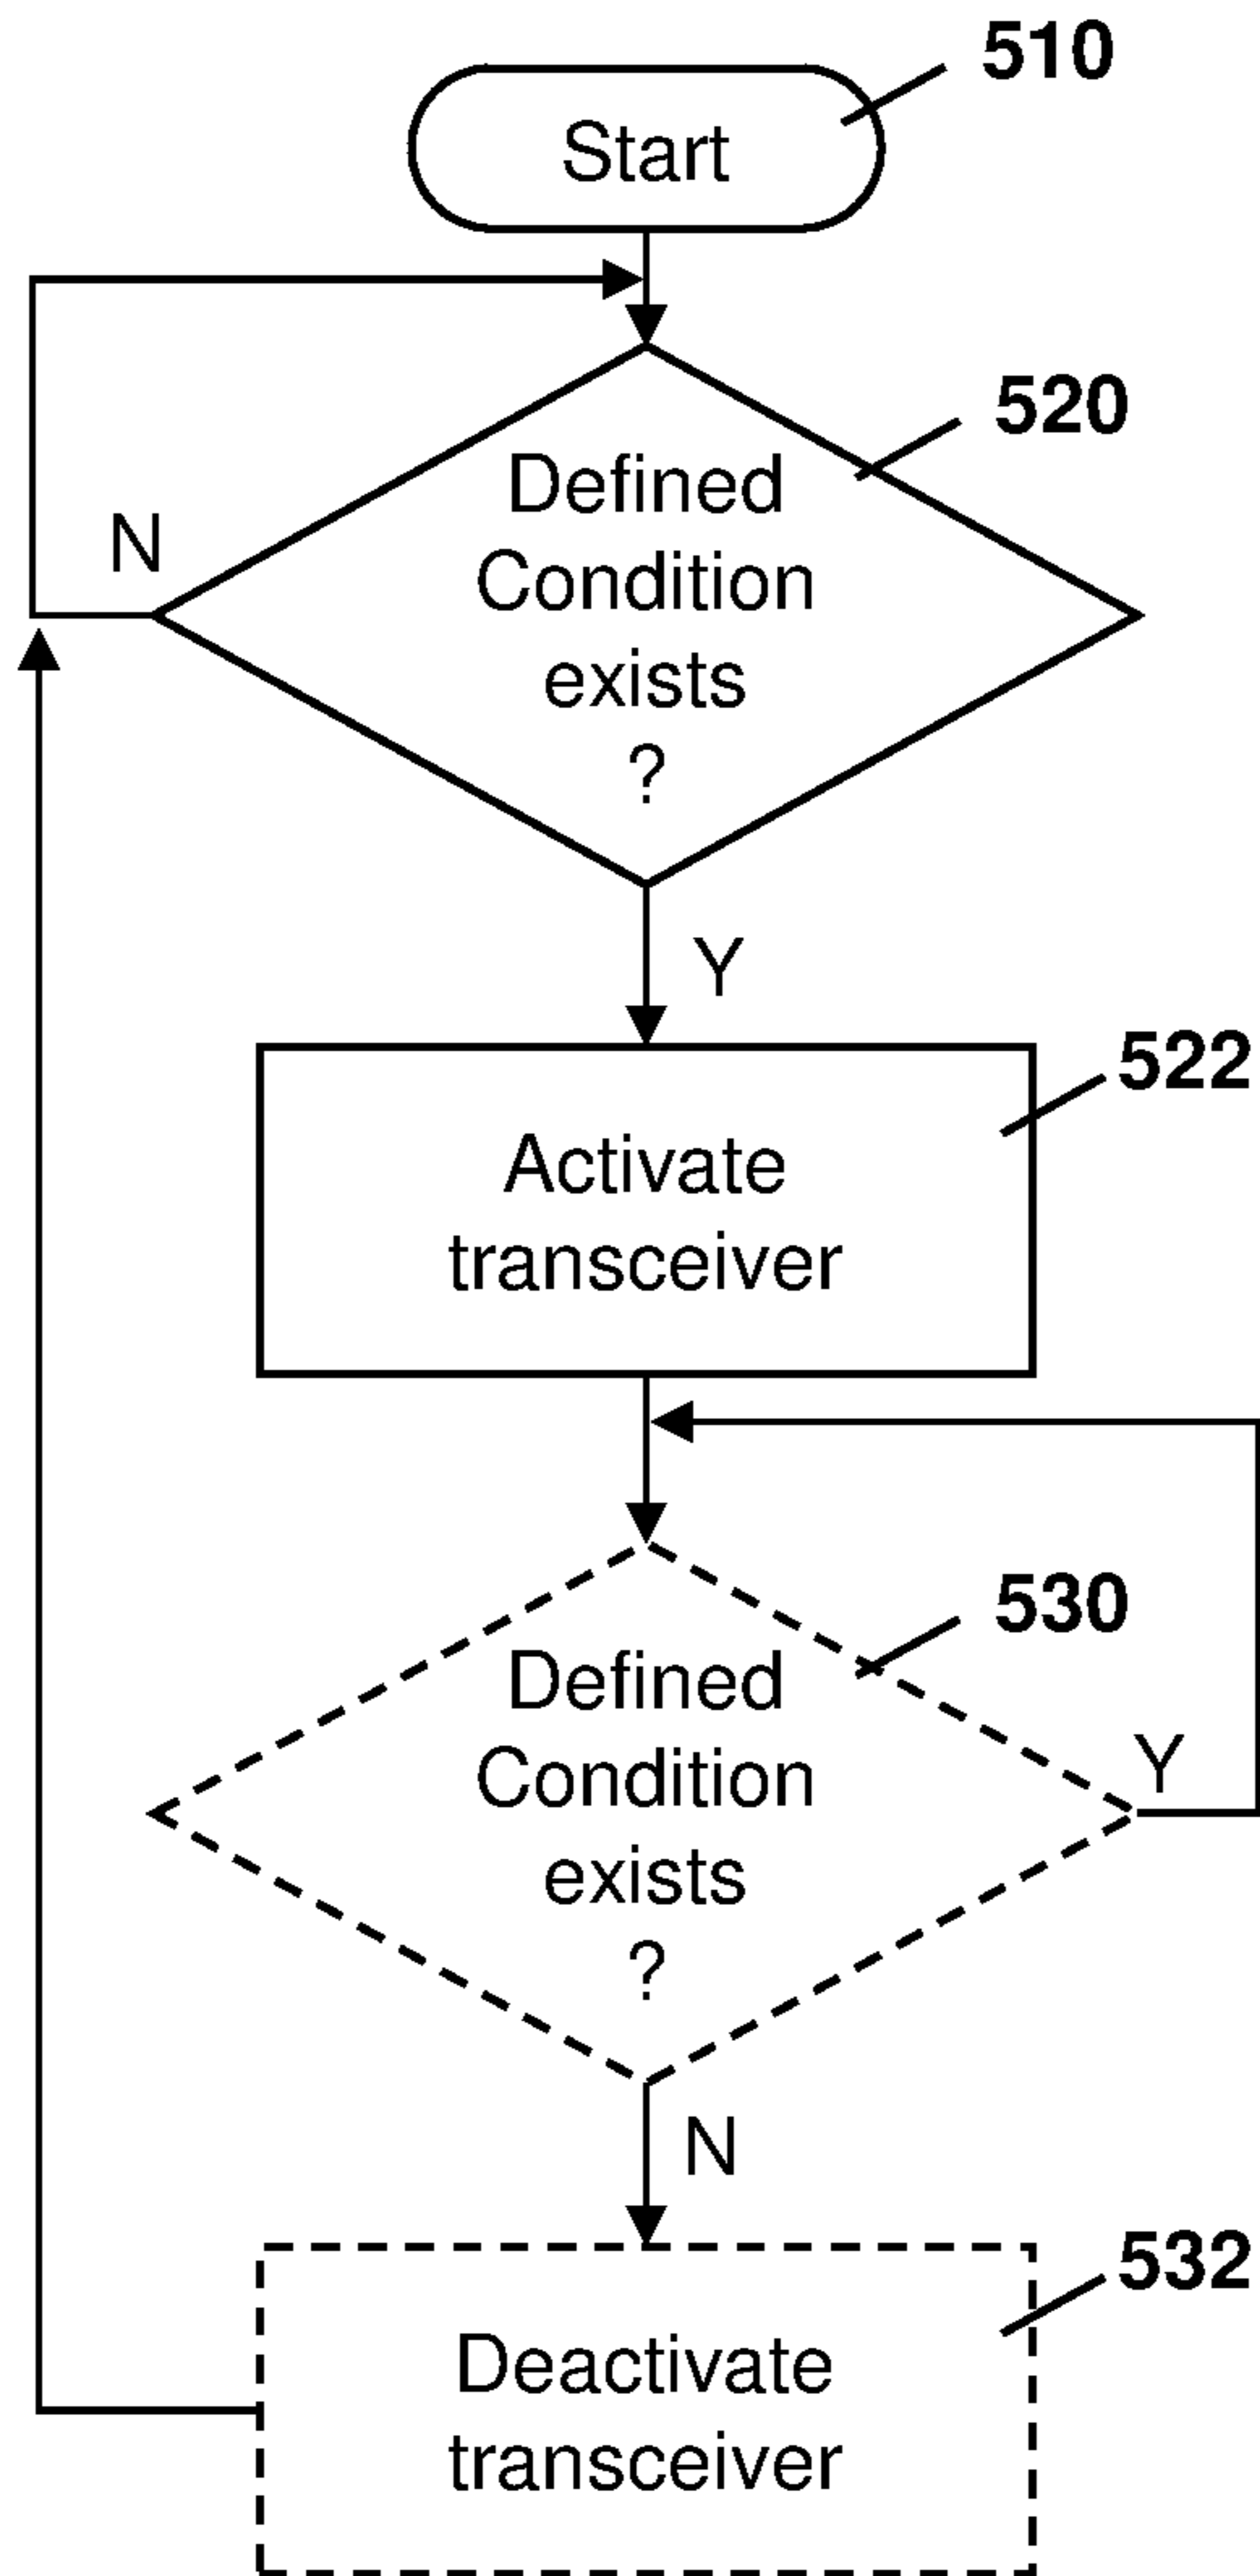 510
Start
520
Defined
Condition
exists
?
N
Y
522
Activate
transceiver
530
Defined
Condition
exists
?
Y
N
532
Deactivate
transceiver